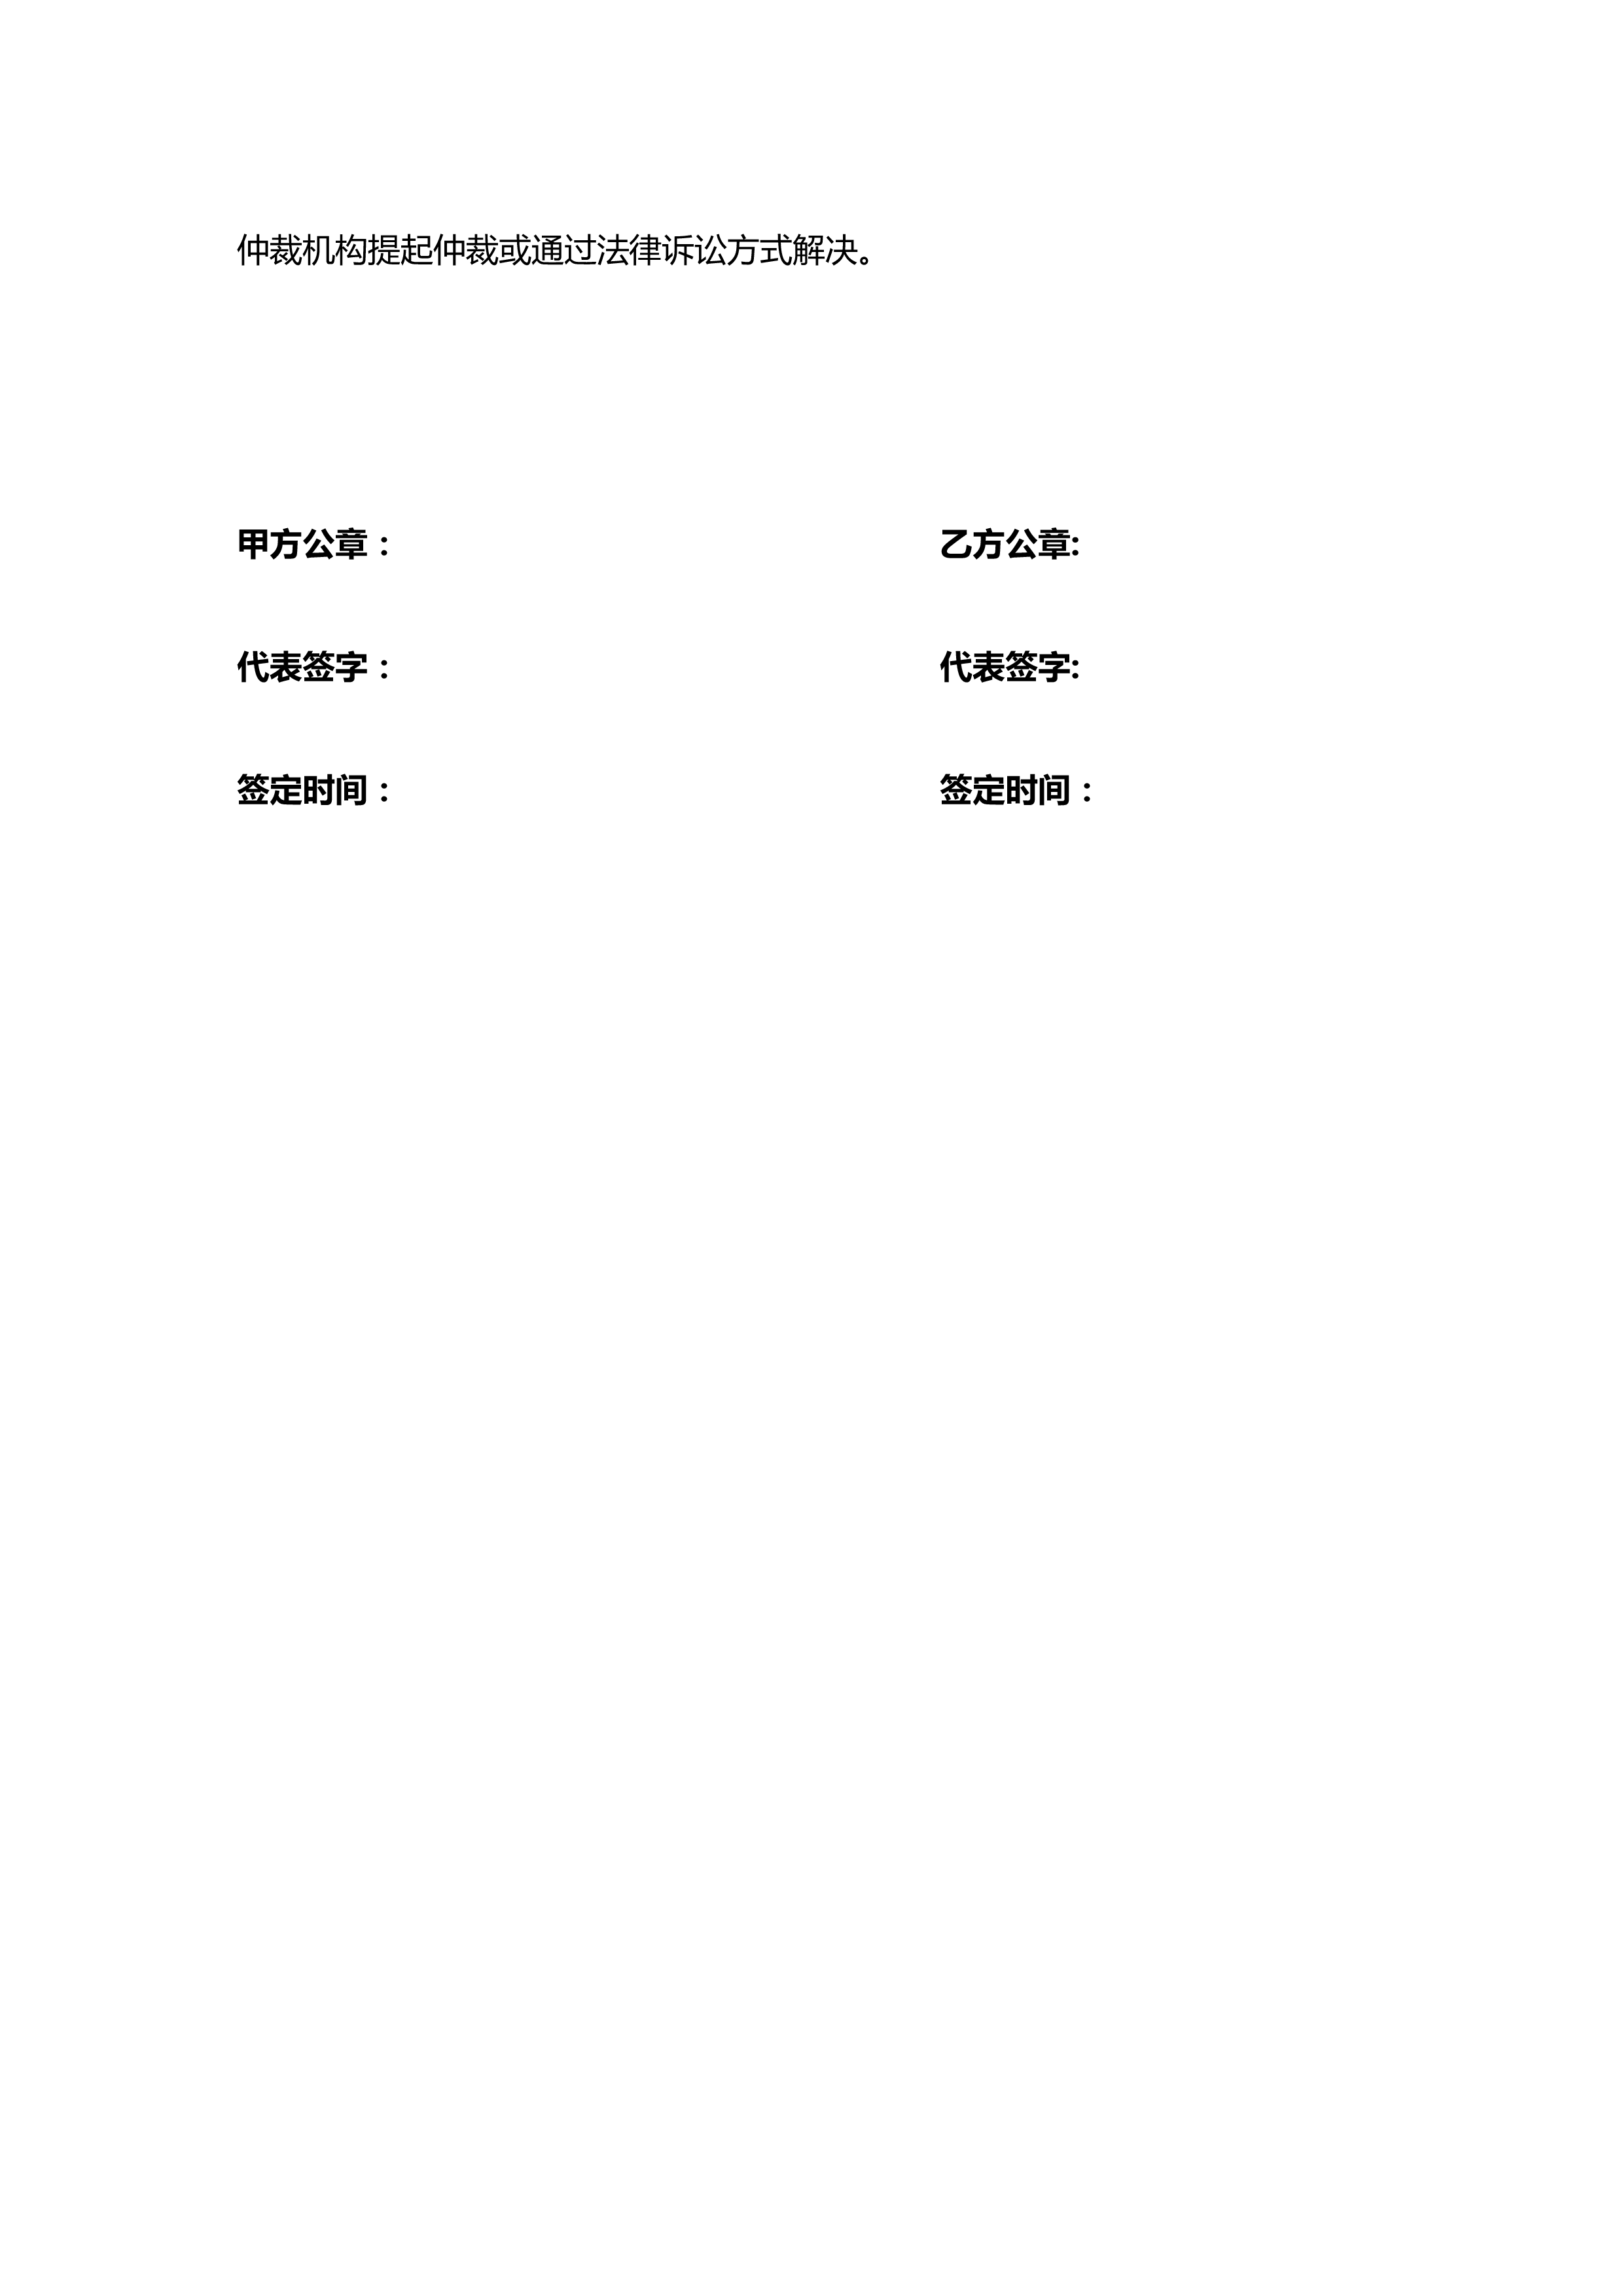 仲裁机构提起仲裁或通过法律诉讼方式解决。
甲方公章： 乙方公章:
代表签字： 代表签字:
签定时间： 签定时间：